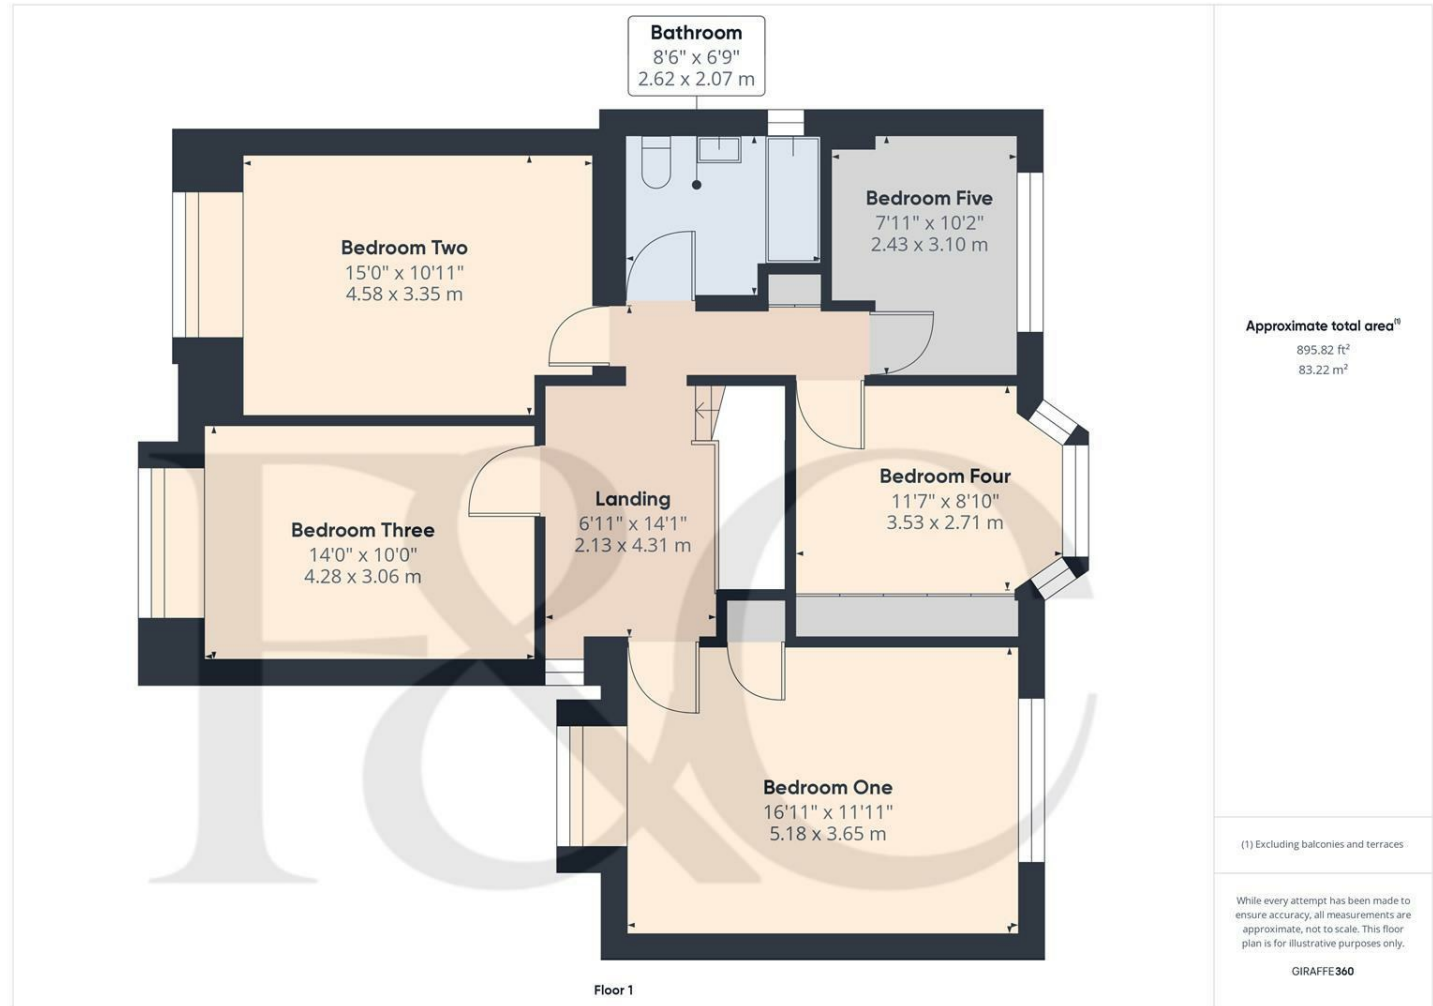 Bathroom
8'6" x 6'9"
2.62 x 2.07 m
Bedroom Two
15'0" x 10'11"
4.58 x 3.35 m
Bedroom Five
7'11" x 10'2"
2.43 x 3.10 m
Bedroom Three
14'0" x 10'0"
4.28 x 3.06 m
Landing
6'11" x 14'1"
2.13 x 4.31 m
Bedroom Four
11'7" x 8'10"
3.53 x 2.71 m
Bedroom One
16'11" x 11'11"
5.18 x 3.65 m
F&C
Floor 1
Approximate total area(1)
895.82 ft²
83.22 m²
(1) Excluding balconies and terraces
While every attempt has been made to
ensure accuracy, all measurements are
approximate, not to scale. This floor
plan is for illustrative purposes only.
GIRAFFE360